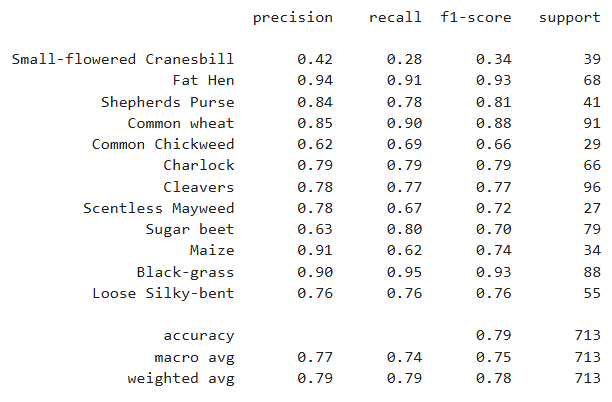 precision recall f1-score support
Small-flowered Cranesbill 0.42 0.28 0.34 39
Fat Hen 0.94 0.91 0.93 68
Shepherds Purse 0.84 0.78 0.81 41
Common wheat 0.85 0.90 0.88 91
Common Chickweed 0.62 0.69 0.66 29
Charlock 0.79 0.79 0.79 66
Cleavers 0.78 0.77 0.77 96
Scentless Mayweed 0.78 0.67 0.72 27
Sugar beet 0.63 0.80 0.70 79
Maize 0.91 0.62 0.74 34
Black-grass 0.90 0.95 0.93 88
Loose Silky-bent 0.76 0.76 0.76 55
accuracy 0.79 713
macro avg 0.77 0.74 0.75 713
weighted avg 0.79 0.79 0.78 713